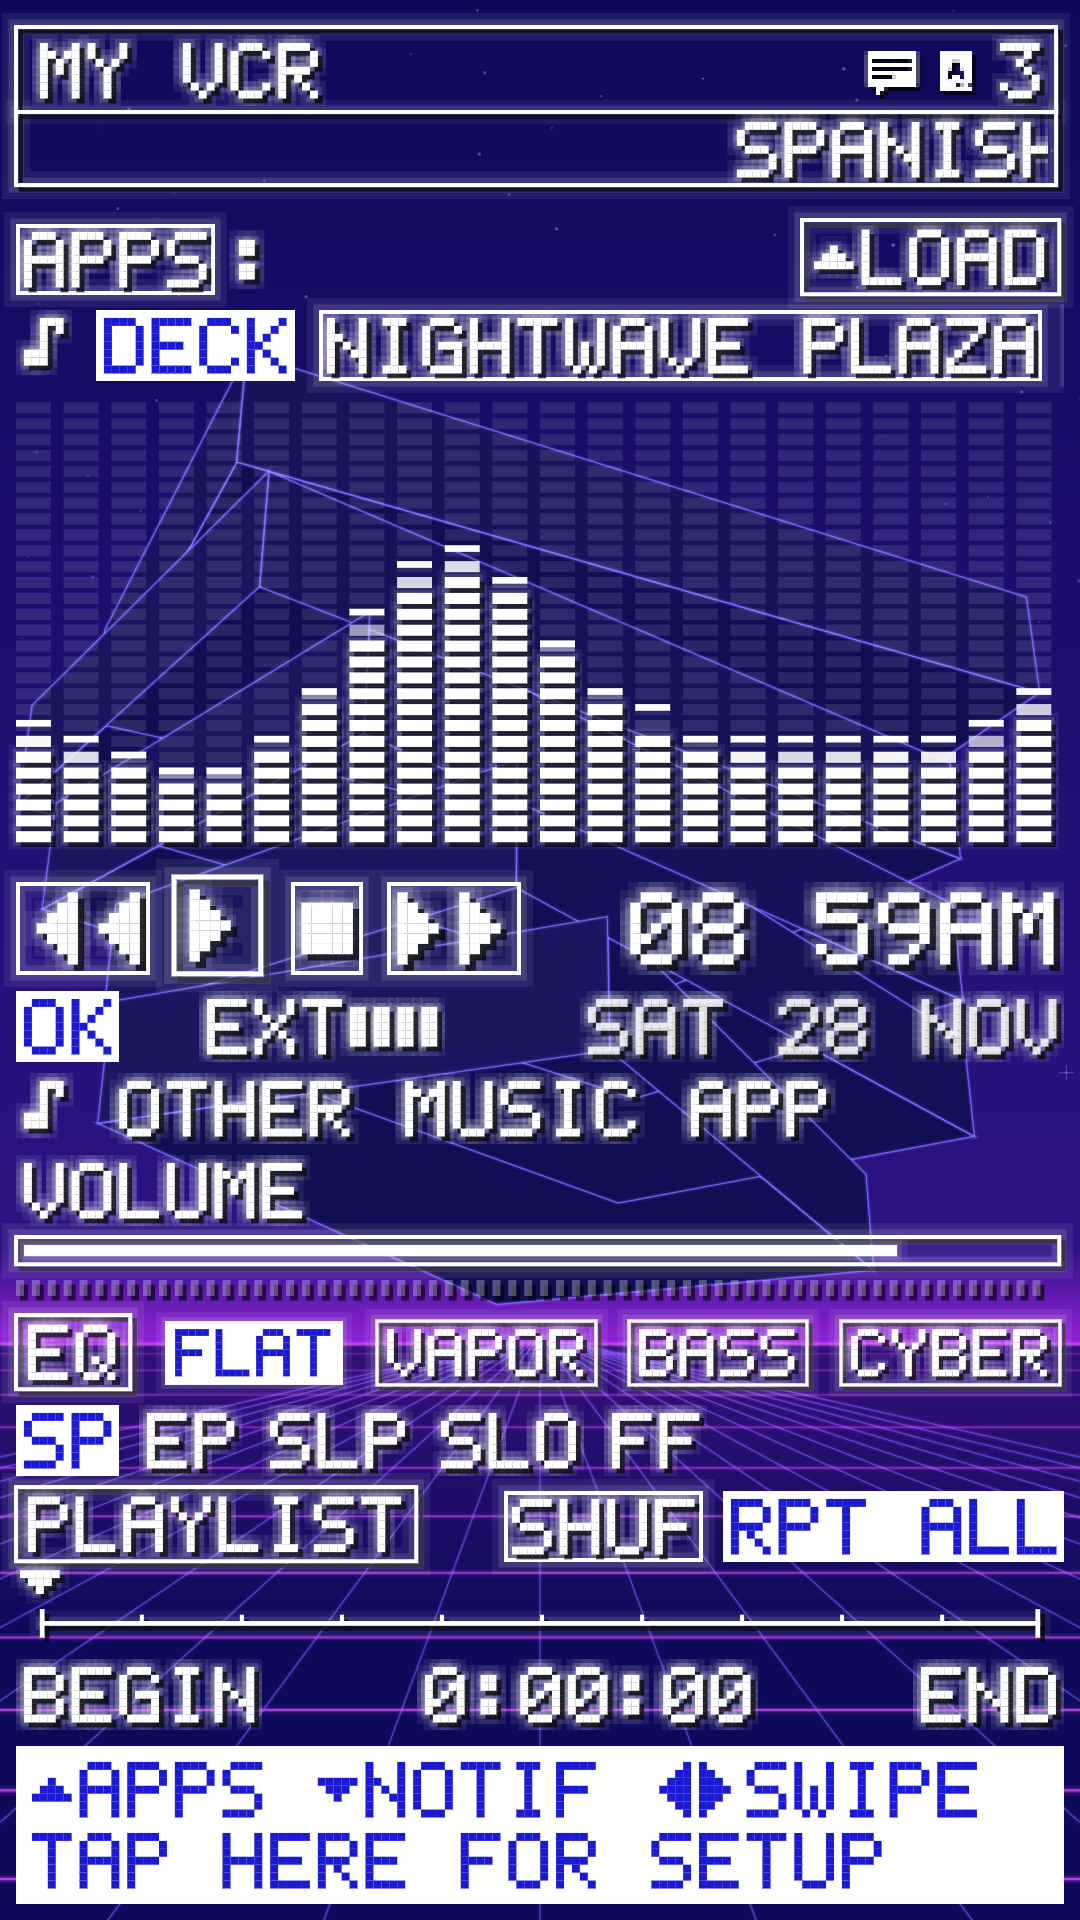 MY VCR 3
SPANISH
APPS: ▲LOAD
♪ DECK NIGHTWAVE PLAZA
08 59AM
OK EXT SAT 28 NOV
♪ OTHER MUSIC APP
VOLUME
EQ FLAT VAPOR BASS CYBER
SP EP SLP SLO FF
PLAYLIST SHUF RPT ALL
BEGIN 0:00:00 END
▲APPS ▼NOTIF ◀▶SWIPE
TAP HERE FOR SETUP